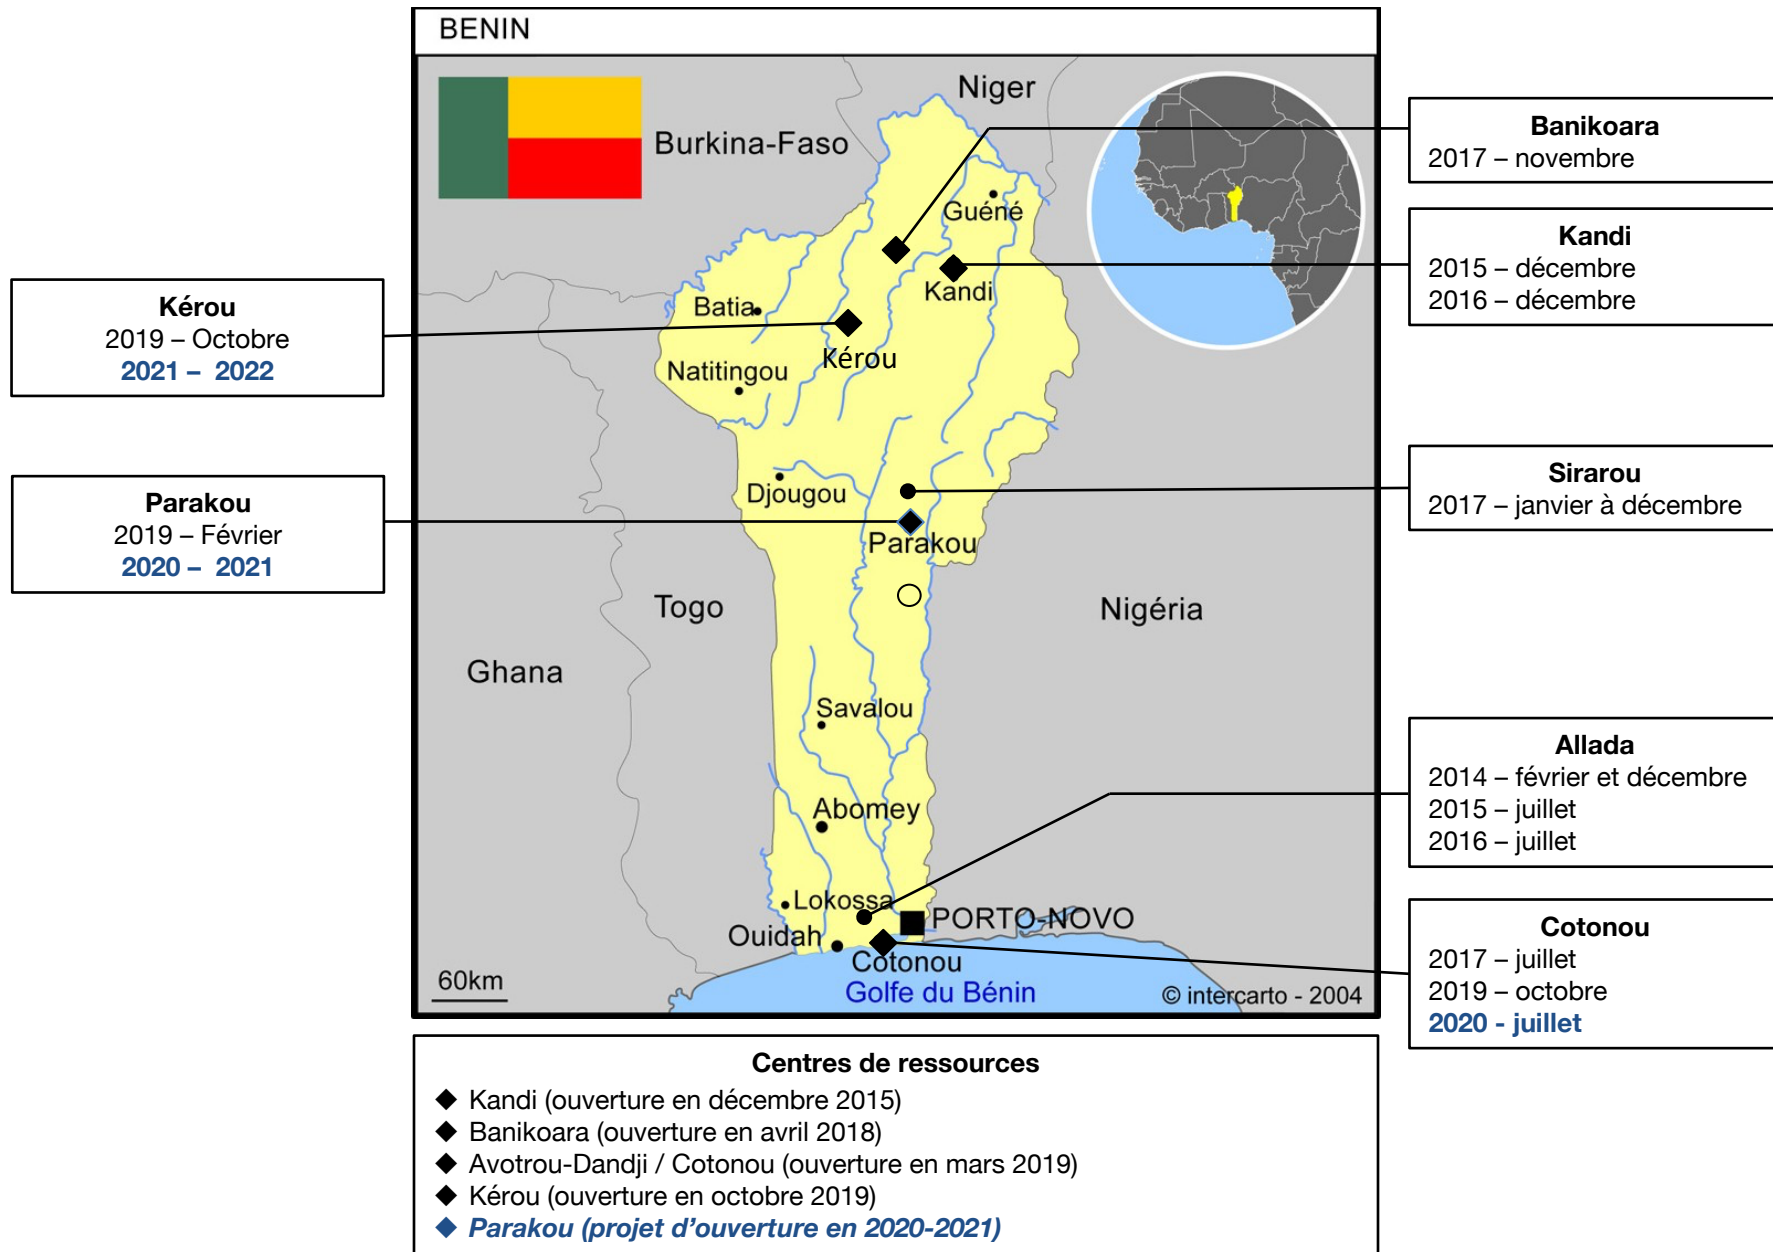 BENIN
Niger
Burkina-Faso
Guéné
Kandi
Batia
Kérou
Natitingou
Djougou
Parakou
Togo
Nigéria
Ghana
Savalou
Abomey
Lokossa
PORTO-NOVO
Ouidah
Cotonou
Golfe du Bénin
60km
© intercarto - 2004
Kérou
2019 – Octobre
2021 – 2022
Parakou
2019 – Février
2020 – 2021
Banikoara
2017 – novembre
Kandi
2015 – décembre
2016 – décembre
Sirarou
2017 – janvier à décembre
Allada
2014 – février et décembre
2015 – juillet
2016 – juillet
Cotonou
2017 – juillet
2019 – octobre
2020 - juillet
Centres de ressources
◆ Kandi (ouverture en décembre 2015)
◆ Banikoara (ouverture en avril 2018)
◆ Avotrou-Dandji / Cotonou (ouverture en mars 2019)
◆ Kérou (ouverture en octobre 2019)
◆ Parakou (projet d’ouverture en 2020-2021)